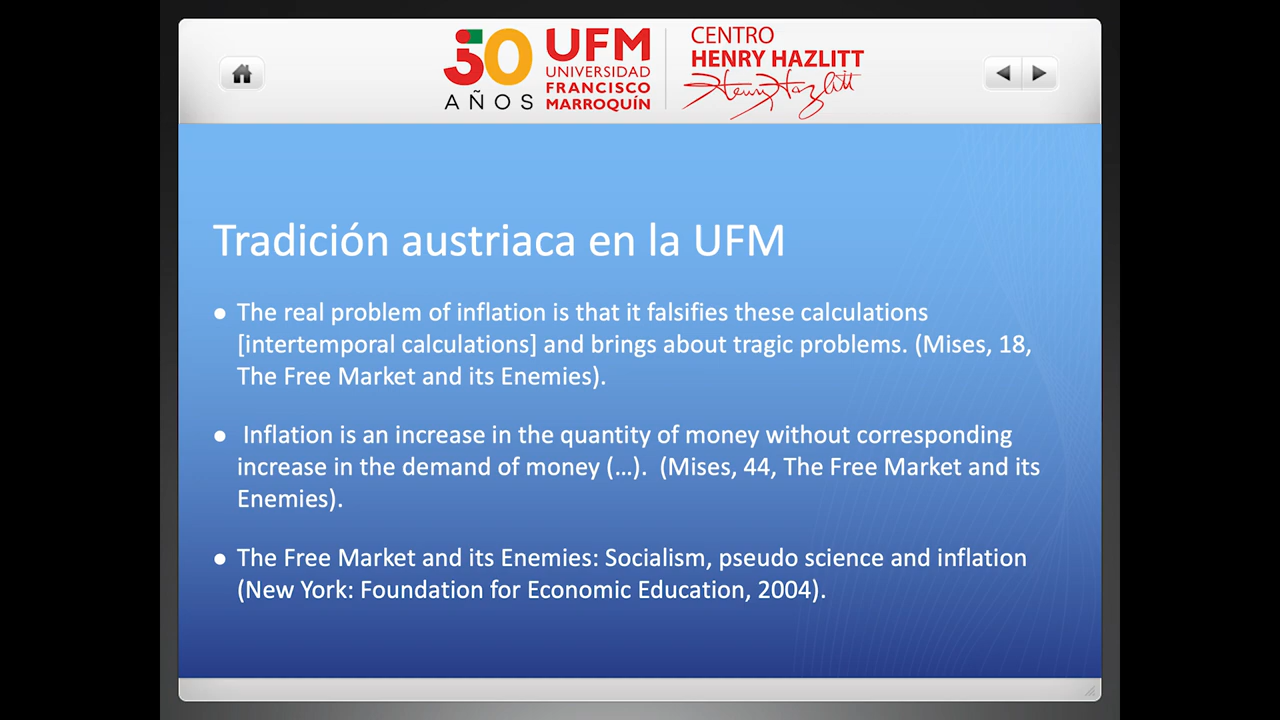 50 AÑOS
UFM
UNIVERSIDAD
FRANCISCO
MARROQUÍN
CENTRO
HENRY HAZLITT
Henry Hazlitt
Tradición austriaca en la UFM
● The real problem of inflation is that it falsifies these calculations
[intertemporal calculations] and brings about tragic problems. (Mises, 18,
The Free Market and its Enemies).
● Inflation is an increase in the quantity of money without corresponding
increase in the demand of money (…). (Mises, 44, The Free Market and its
Enemies).
● The Free Market and its Enemies: Socialism, pseudo science and inflation
(New York: Foundation for Economic Education, 2004).